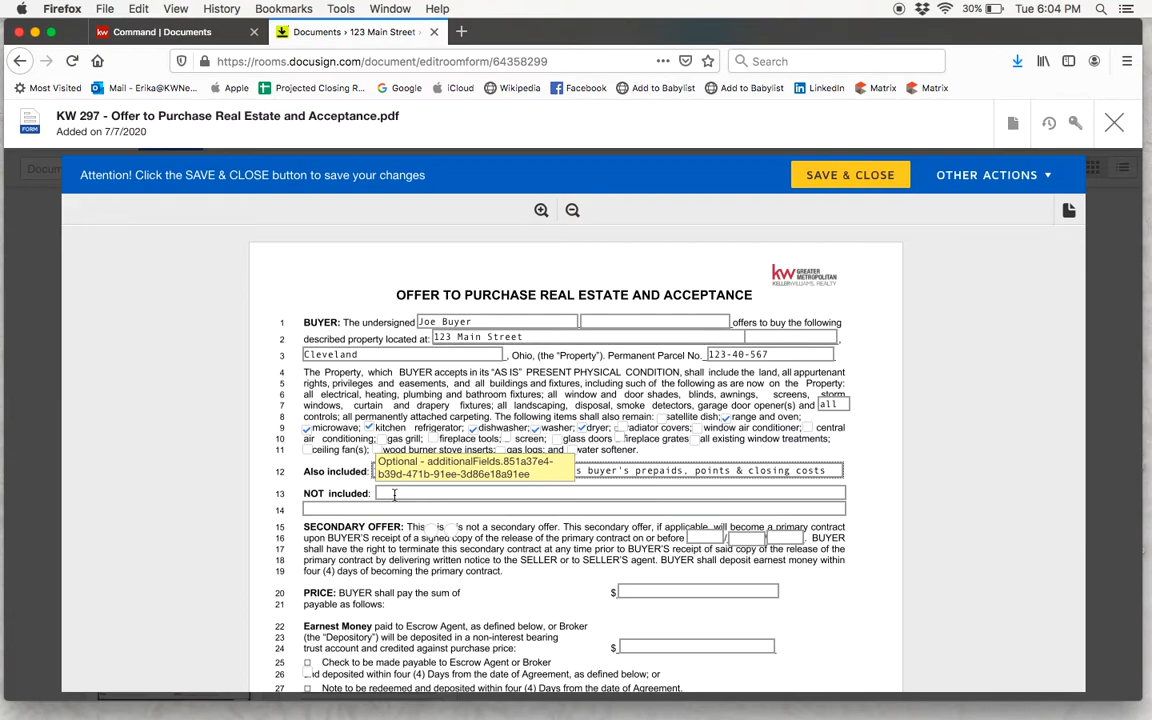 Firefox File Edit View History Bookmarks Tools Window Help 30% Tue 6:04 PM
kw Command | Documents Documents › 123 Main Street
https://rooms.docusign.com/document/editroomform/64358299 Search
Most Visited Mail - Erika@KWNe... Apple Projected Closing R... Google iCloud Wikipedia Facebook Add to Babylist Add to Babylist LinkedIn Matrix Matrix
KW 297 - Offer to Purchase Real Estate and Acceptance.pdf
FORM Added on 7/7/2020
Attention! Click the SAVE & CLOSE button to save your changes SAVE & CLOSE OTHER ACTIONS
kw GREATER METROPOLITAN
KELLERWILLIAMS. REALTY
OFFER TO PURCHASE REAL ESTATE AND ACCEPTANCE
1 BUYER: The undersigned Joe Buyer offers to buy the following
2 described property located at: 123 Main Street ,
3 Cleveland , Ohio, (the "Property"). Permanent Parcel No. 123-40-567
4 The Property, which BUYER accepts in its "AS IS" PRESENT PHYSICAL CONDITION, shall include the land, all appurtenant
5 rights, privileges and easements, and all buildings and fixtures, including such of the following as are now on the Property:
6 all electrical, heating, plumbing and bathroom fixtures; all window and door shades, blinds, awnings, screens, storm
7 windows, curtain and drapery fixtures; all landscaping, disposal, smoke detectors, garage door opener(s) and all
8 controls; all permanently attached carpeting. The following items shall also remain: satellite dish; range and oven;
9 microwave; kitchen refrigerator; dishwasher; washer; dryer; radiator covers; window air conditioner; central
10 air conditioning; gas grill; fireplace tools; screen; glass doors fireplace grates; all existing window treatments;
11 ceiling fan(s); wood burner stove inserts; gas logs; and water softener.
12 Also included: s buyer's prepaids, points & closing costs
Optional - additionalFields.851a37e4-
b39d-471b-91ee-3d86e18a91ee
13 NOT included:
14
15 SECONDARY OFFER: This is is not a secondary offer. This secondary offer, if applicable, will become a primary contract
16 upon BUYER'S receipt of a signed copy of the release of the primary contract on or before / / . BUYER
17 shall have the right to terminate this secondary contract at any time prior to BUYER'S receipt of said copy of the release of the
18 primary contract by delivering written notice to the SELLER or to SELLER'S agent. BUYER shall deposit earnest money within
19 four (4) days of becoming the primary contract.
20 PRICE: BUYER shall pay the sum of $
21 payable as follows:
22 Earnest Money paid to Escrow Agent, as defined below, or Broker
23 (the "Depository") will be deposited in a non-interest bearing
24 trust account and credited against purchase price: $
25 Check to be made payable to Escrow Agent or Broker
26 and deposited within four (4) Days from the date of Agreement, as defined below; or
27 Note to be redeemed and deposited within four (4) Days from the date of Agreement.